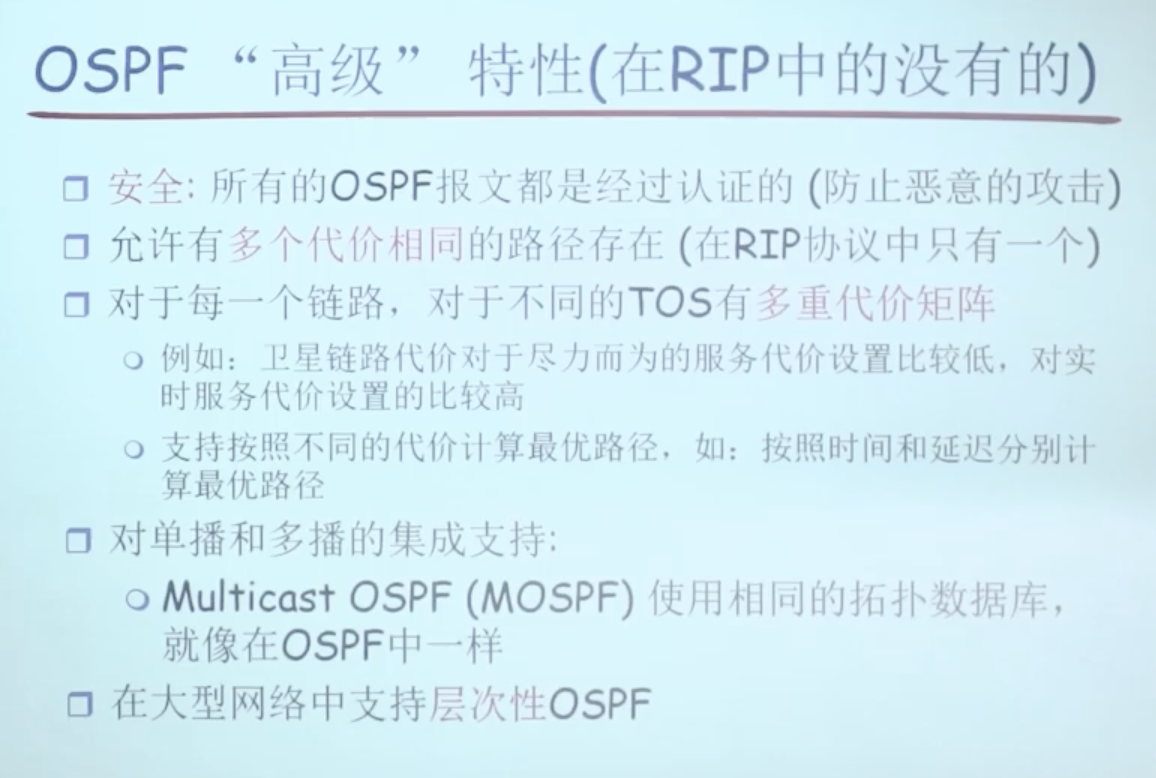 OSPF “高级” 特性(在RIP中的没有的)
安全: 所有的OSPF报文都是经过认证的 (防止恶意的攻击)
允许有多个代价相同的路径存在 (在RIP协议中只有一个)
对于每一个链路，对于不同的TOS有多重代价矩阵
例如：卫星链路代价对于尽力而为的服务代价设置比较低，对实
时服务代价设置的比较高
支持按照不同的代价计算最优路径，如：按照时间和延迟分别计
算最优路径
对单播和多播的集成支持:
Multicast OSPF (MOSPF) 使用相同的拓扑数据库，
就像在OSPF中一样
在大型网络中支持层次性OSPF